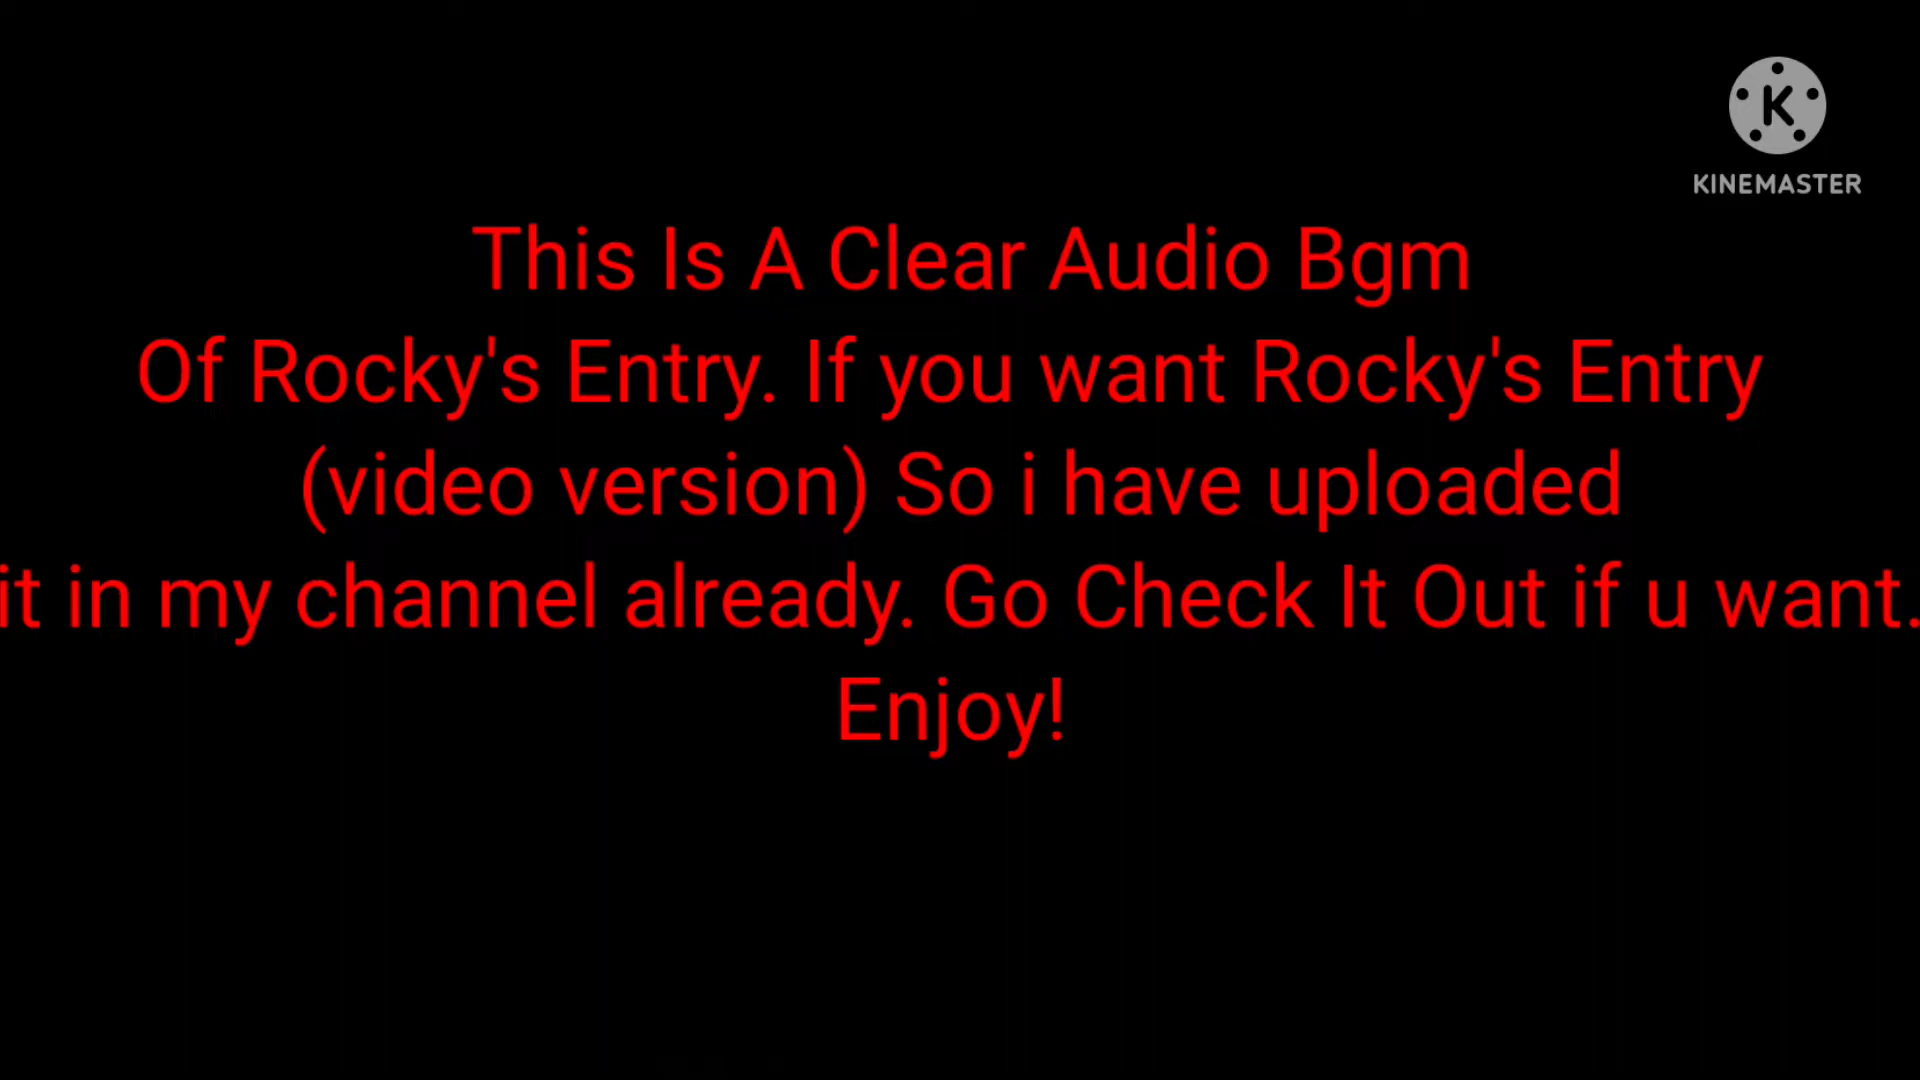 K
KINEMASTER
This Is A Clear Audio Bgm
Of Rocky's Entry. If you want Rocky's Entry
(video version) So i have uploaded
it in my channel already. Go Check It Out if u want.
Enjoy!